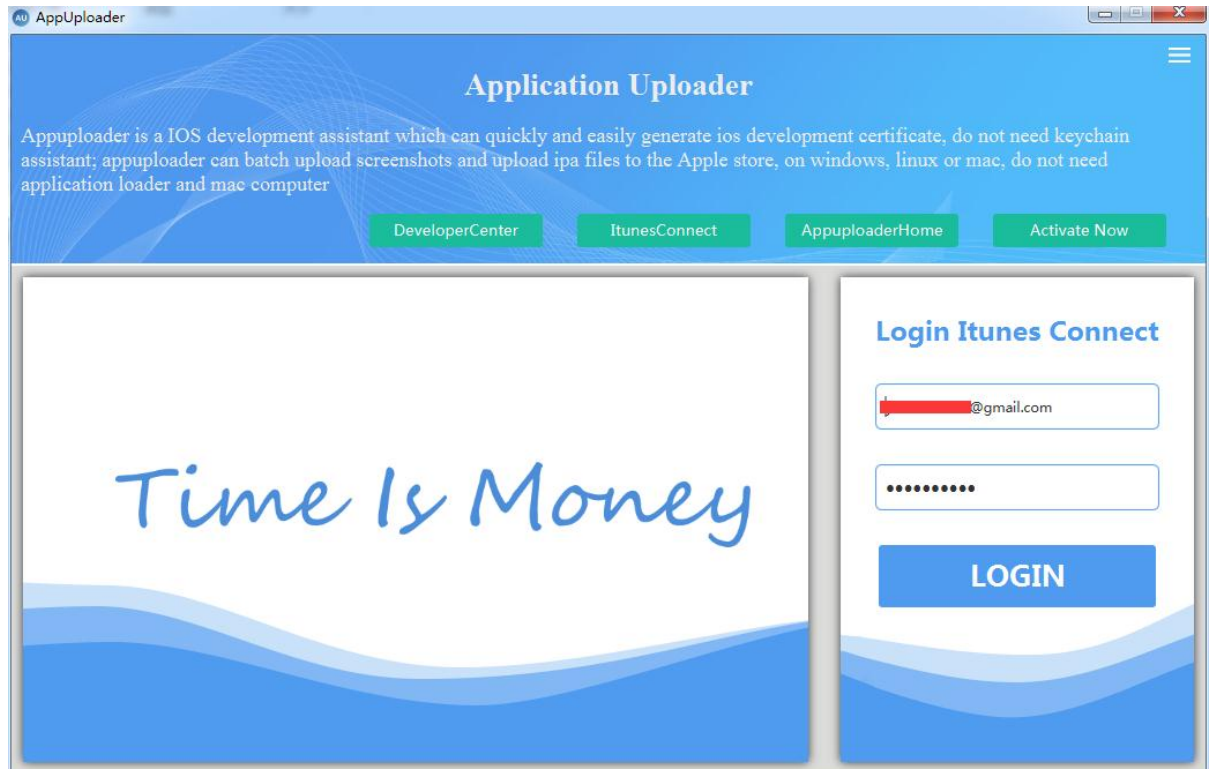 AppUploader
Application Uploader
Appuploader is a IOS development assistant which can quickly and easily generate ios development certificate, do not need keychain
assistant; appuploader can batch upload screenshots and upload ipa files to the Apple store, on windows, linux or mac, do not need
application loader and mac computer
DeveloperCenter
ItunesConnect
AppuploaderHome
Activate Now
Time Is Money
Login Itunes Connect
@gmail.com
LOGIN